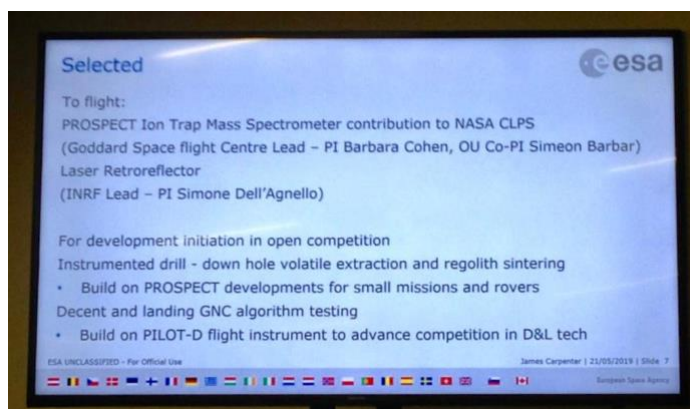 Selected
esa
To flight:
PROSPECT Ion Trap Mass Spectrometer contribution to NASA CLPS
(Goddard Space flight Centre Lead – PI Barbara Cohen, OU Co-PI Simeon Barbar)
Laser Retroreflector
(INRF Lead – PI Simone Dell'Agnello)
For development initiation in open competition
Instrumented drill - down hole volatile extraction and regolith sintering
• Build on PROSPECT developments for small missions and rovers
Decent and landing GNC algorithm testing
• Build on PILOT-D flight instrument to advance competition in D&L tech
ESA UNCLASSIFIED - For Official Use
James Carpenter | 21/05/2019 | Slide 7
European Space Agency